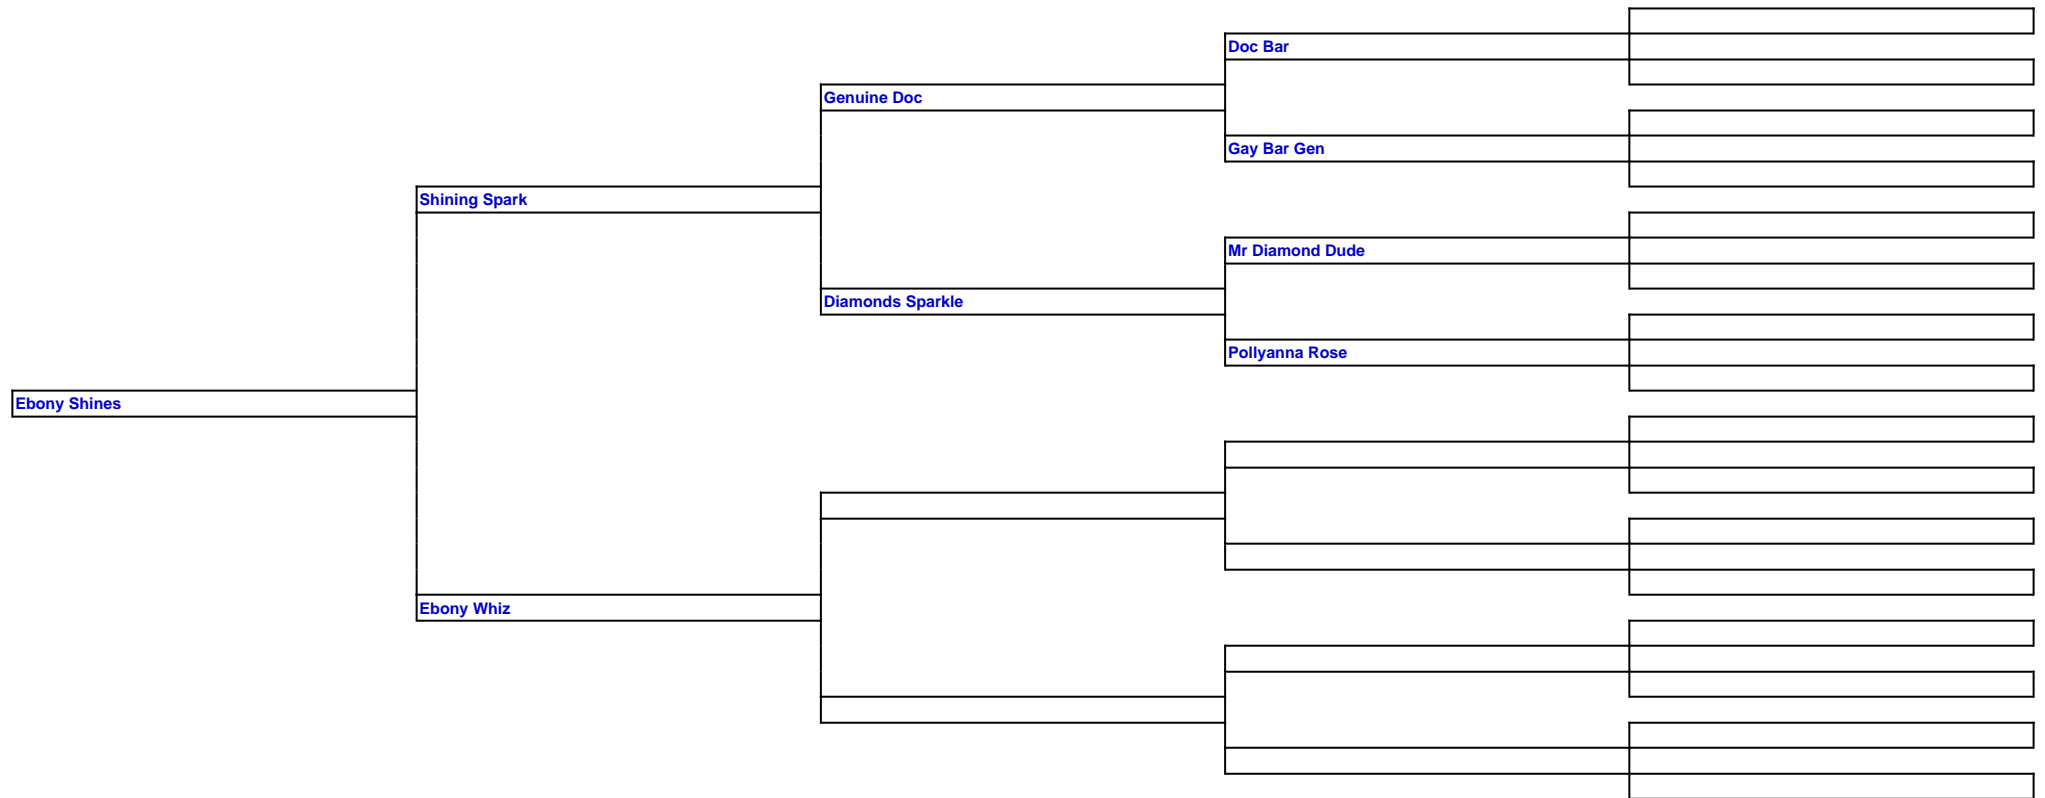 Doc Bar
Genuine Doc
Gay Bar Gen
Shining Spark
Mr Diamond Dude
Diamonds Sparkle
Pollyanna Rose
Ebony Shines
Ebony Whiz